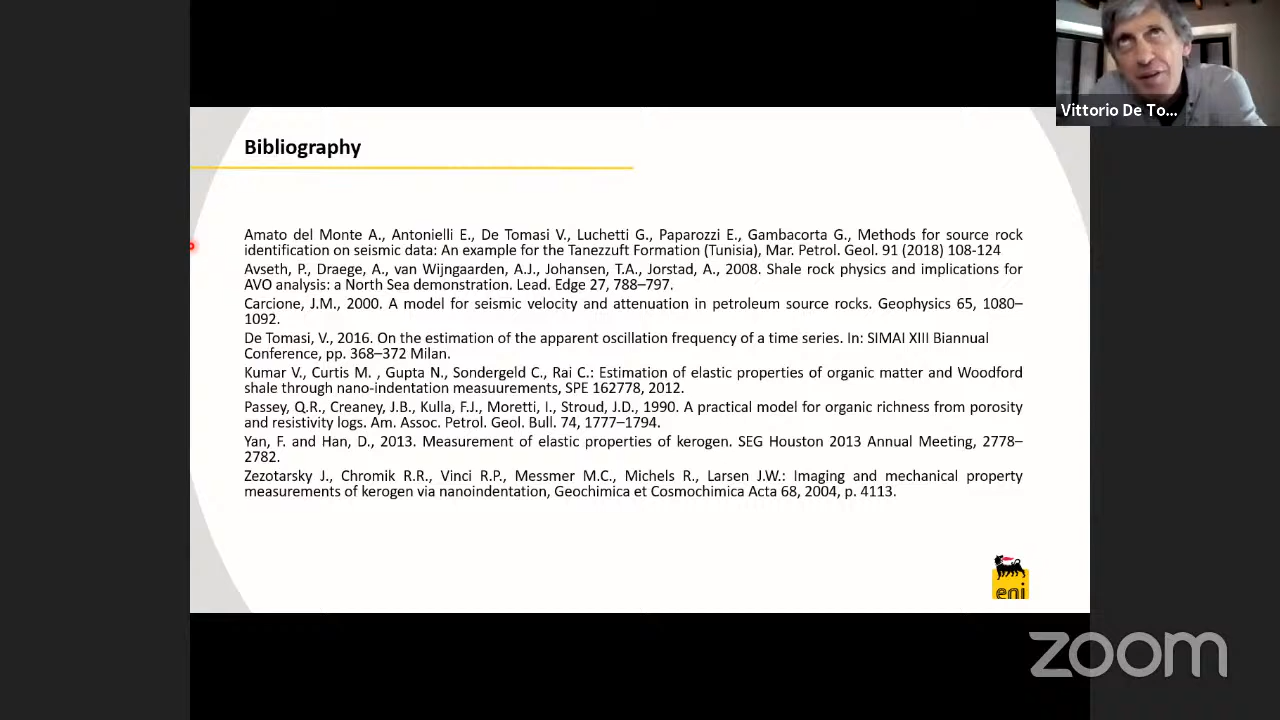 Vittorio De To...
Bibliography
Amato del Monte A., Antonielli E., De Tomasi V., Luchetti G., Paparozzi E., Gambacorta G., Methods for source rock
identification on seismic data: An example for the Tanezzuft Formation (Tunisia), Mar. Petrol. Geol. 91 (2018) 108-124
Avseth, P., Draege, A., van Wijngaarden, A.J., Johansen, T.A., Jorstad, A., 2008. Shale rock physics and implications for
AVO analysis: a North Sea demonstration. Lead. Edge 27, 788–797.
Carcione, J.M., 2000. A model for seismic velocity and attenuation in petroleum source rocks. Geophysics 65, 1080–
1092.
De Tomasi, V., 2016. On the estimation of the apparent oscillation frequency of a time series. In: SIMAI XIII Biannual
Conference, pp. 368–372 Milan.
Kumar V., Curtis M. , Gupta N., Sondergeld C., Rai C.: Estimation of elastic properties of organic matter and Woodford
shale through nano-indentation measuurements, SPE 162778, 2012.
Passey, Q.R., Creaney, J.B., Kulla, F.J., Moretti, I., Stroud, J.D., 1990. A practical model for organic richness from porosity
and resistivity logs. Am. Assoc. Petrol. Geol. Bull. 74, 1777–1794.
Yan, F. and Han, D., 2013. Measurement of elastic properties of kerogen. SEG Houston 2013 Annual Meeting, 2778–
2782.
Zezotarsky J., Chromik R.R., Vinci R.P., Messmer M.C., Michels R., Larsen J.W.: Imaging and mechanical property
measurements of kerogen via nanoindentation, Geochimica et Cosmochimica Acta 68, 2004, p. 4113.
eni
zoom